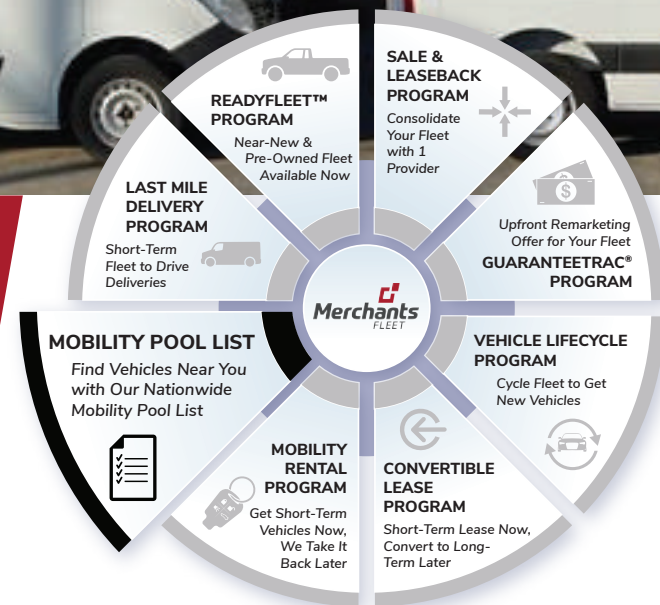 READYFLEET™
PROGRAM
Near-New &
Pre-Owned Fleet
Available Now
SALE &
LEASEBACK
PROGRAM
Consolidate
Your Fleet
with 1
Provider
Upfront Remarketing
Offer for Your Fleet
GUARANTEETRAC®
PROGRAM
VEHICLE LIFECYCLE
PROGRAM
Cycle Fleet to Get
New Vehicles
CONVERTIBLE
LEASE
PROGRAM
Short-Term Lease Now,
Convert to Long-
Term Later
MOBILITY
RENTAL
PROGRAM
Get Short-Term
Vehicles Now,
We Take It
Back Later
MOBILITY POOL LIST
Find Vehicles Near You
with Our Nationwide
Mobility Pool List
LAST MILE
DELIVERY
PROGRAM
Short-Term
Fleet to Drive
Deliveries
Merchants
FLEET